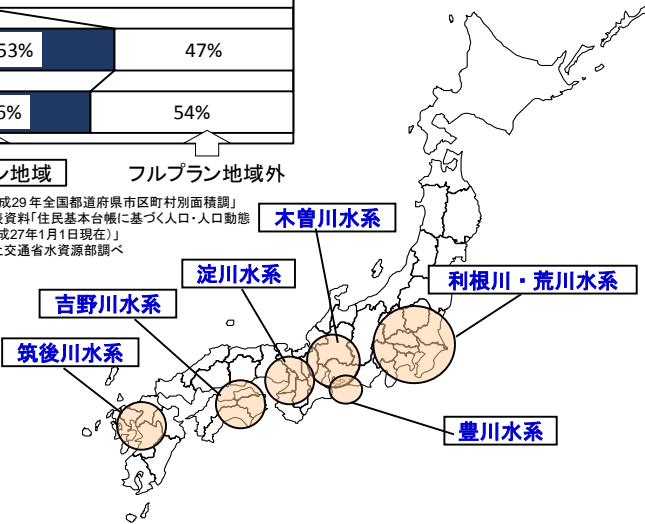 53%
47%
6%
54%
ン地域
フルプラン地域外
成29年全国都道府県市区町村別面積調」
資料「住民基本台帳に基づく人口・人口動態
成27年1月1日現在)」
交通省水資源部調べ
木曽川水系
淀川水系
利根川・荒川水系
吉野川水系
筑後川水系
豊川水系